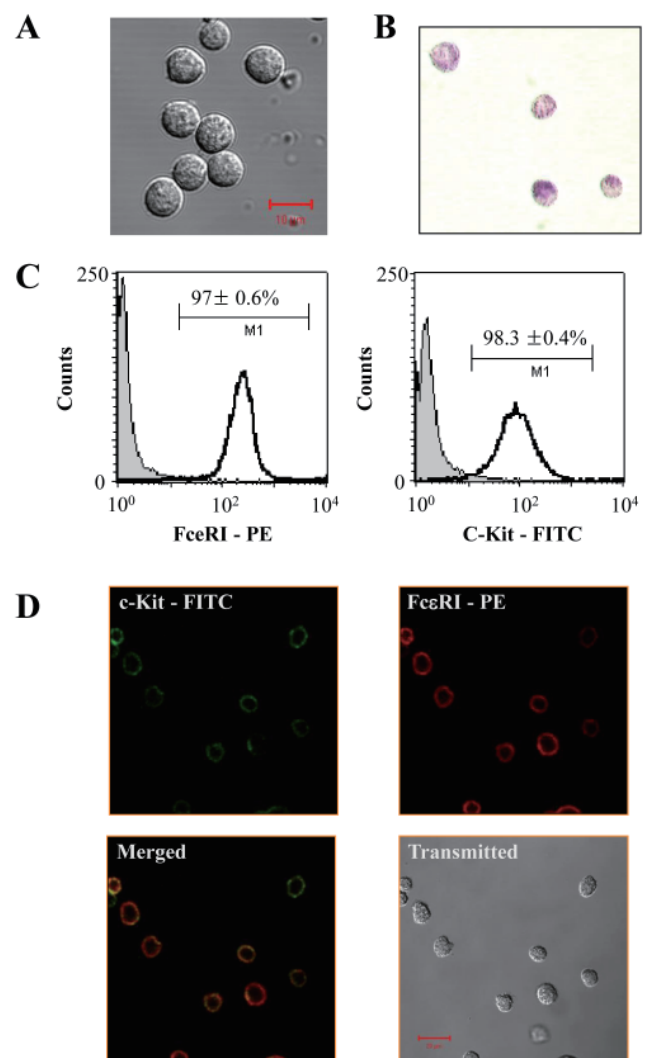 A
B
10 µm
C
250
97± 0.6%
M1
Counts
0
10⁰
10²
10⁴
FceRI - PE
250
98.3 ±0.4%
M1
Counts
0
10⁰
10²
10⁴
C-Kit - FITC
D
c-Kit - FITC
FcεRI - PE
Merged
Transmitted